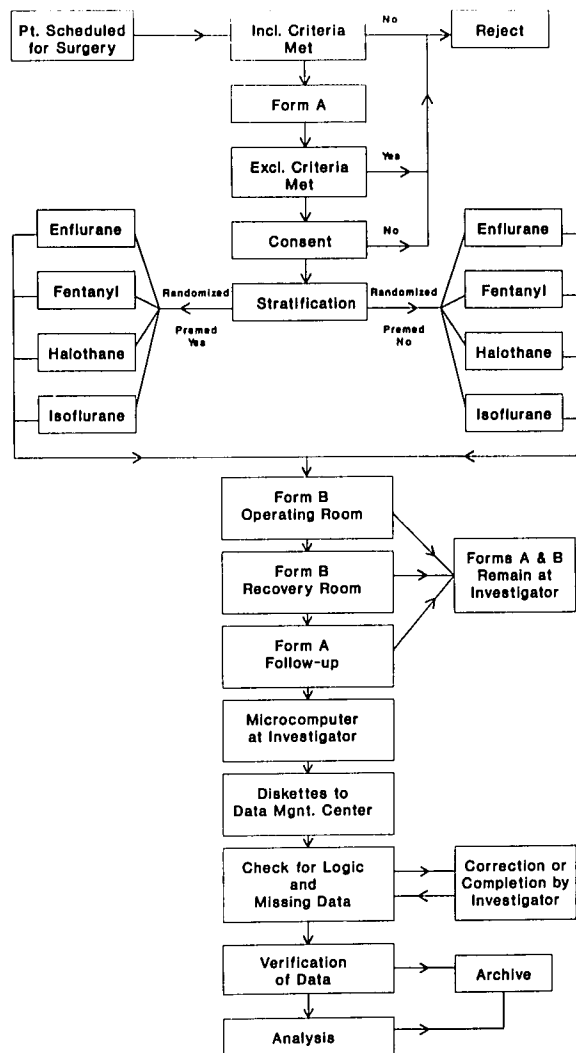 Pt. Scheduled
for Surgery
Incl. Criteria
Met
No
Reject
Form A
Excl. Criteria
Met
Yes
Consent
No
Enflurane
Fentanyl
Halothane
Isoflurane
Randomized
Premed
Yes
Stratification
Randomized
Premed
No
Enflurane
Fentanyl
Halothane
Isoflurane
Form B
Operating Room
Form B
Recovery Room
Form A
Follow-up
Forms A & B
Remain at
Investigator
Microcomputer
at Investigator
Diskettes to
Data Mgnt. Center
Check for Logic
and
Missing Data
Correction or
Completion by
Investigator
Verification
of Data
Archive
Analysis